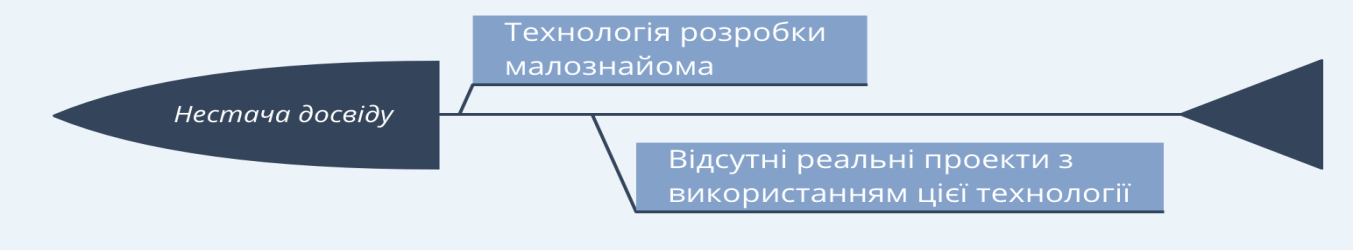 Технологія розробки
малознайома
Нестача досвіду
Відсутні реальні проекти з
використанням цієї технології